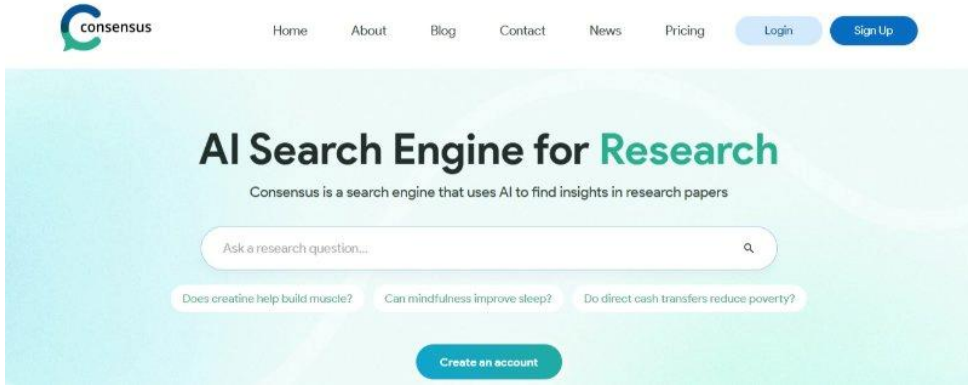 consensus
Home About Blog Contact News Pricing Login Sign Up
AI Search Engine for Research
Consensus is a search engine that uses AI to find insights in research papers
Ask a research question...
Does creatine help build muscle? Can mindfulness improve sleep? Do direct cash transfers reduce poverty?
Create an account